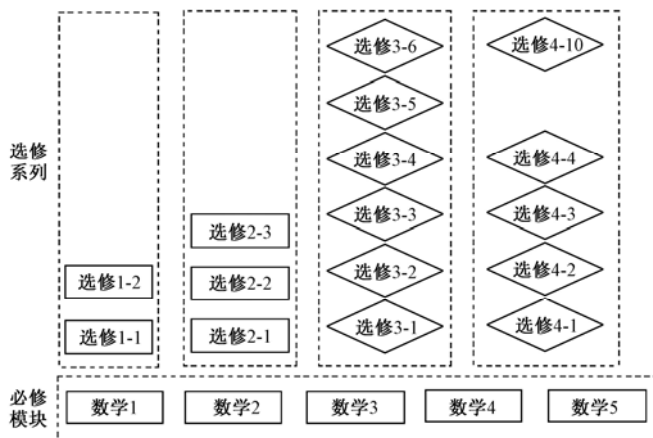 选修3-6
选修4-10
选修3-5
选修
系列
选修3-4
选修4-4
选修2-3
选修3-3
选修4-3
选修1-2
选修2-2
选修3-2
选修4-2
选修1-1
选修2-1
选修3-1
选修4-1
必修
模块
数学1
数学2
数学3
数学4
数学5